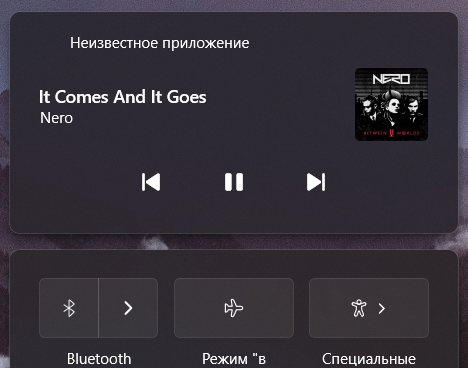 Неизвестное приложение
NERO
It Comes And It Goes
Nero
BETWEEN II WORLDS
Bluetooth
Режим "в
Специальные